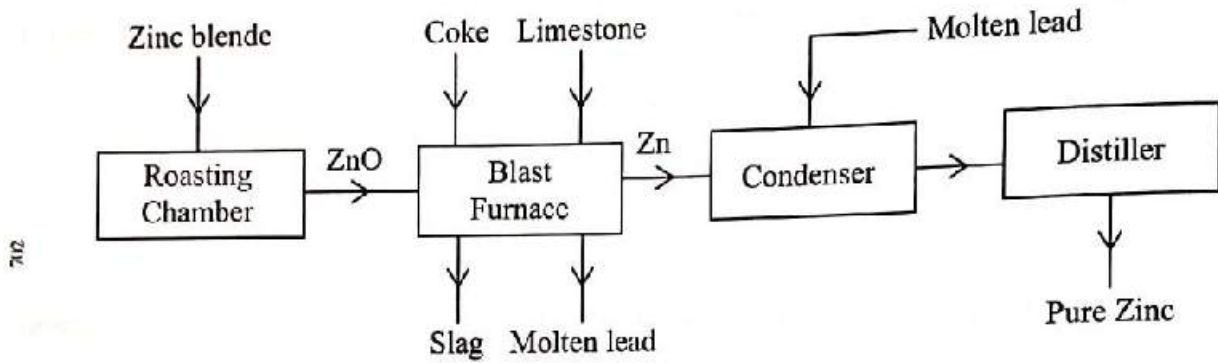 Zinc blende
Coke
Limestone
Molten lead
Roasting
Chamber
ZnO
Blast
Furnace
Zn
Condenser
Distiller
702
Slag
Molten lead
Pure Zinc